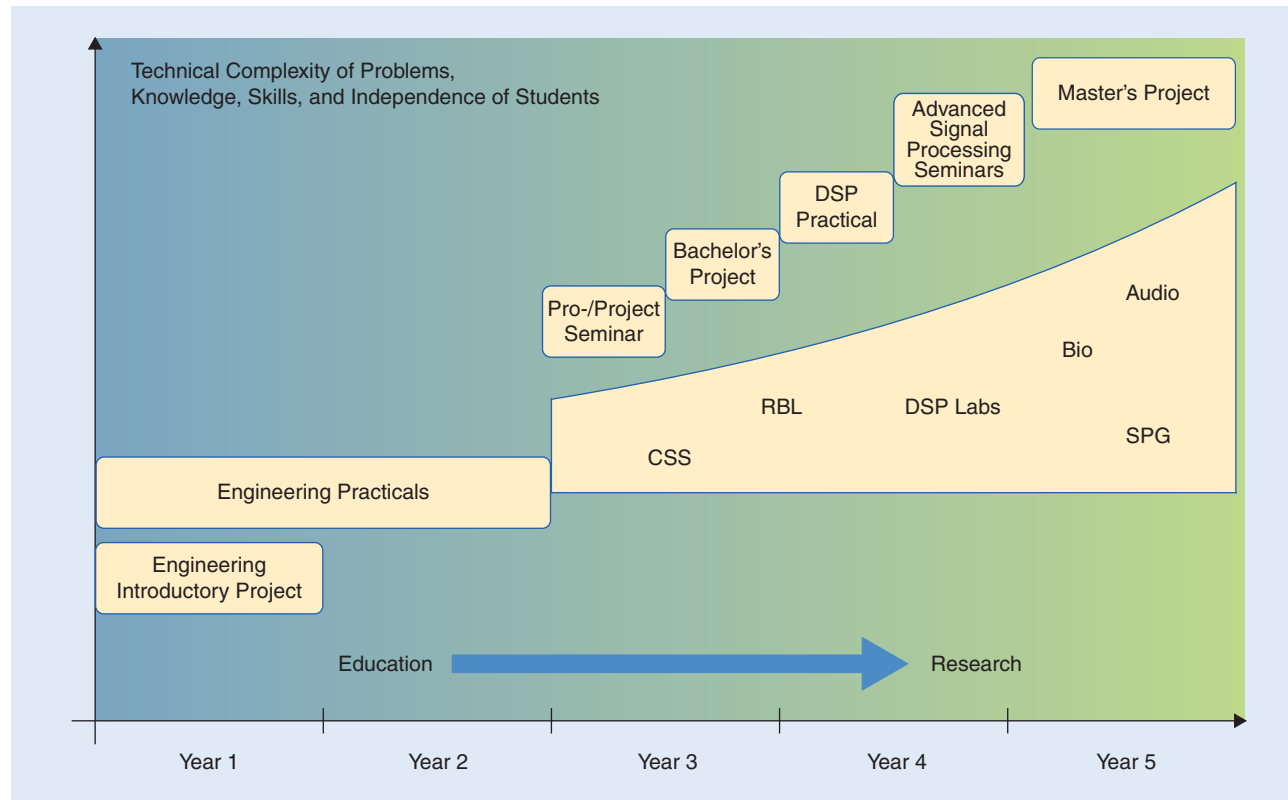 Technical Complexity of Problems,
Knowledge, Skills, and Independence of Students
Master's Project
Advanced
Signal
Processing
Seminars
DSP
Practical
Bachelor's
Project
Pro-/Project
Seminar
Audio
Bio
RBL
DSP Labs
SPG
CSS
Engineering Practicals
Engineering
Introductory Project
Education
Research
Year 1
Year 2
Year 3
Year 4
Year 5